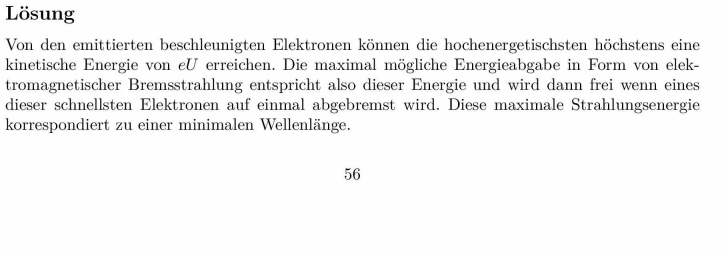 Lösung
Von den emittierten beschleunigten Elektronen können die hochenergetischsten höchstens eine
kinetische Energie von eU erreichen. Die maximal mögliche Energieabgabe in Form von elek-
tromagnetischer Bremsstrahlung entspricht also dieser Energie und wird dann frei wenn eines
dieser schnellsten Elektronen auf einmal abgebremst wird. Diese maximale Strahlungsenergie
korrespondiert zu einer minimalen Wellenlänge.
56